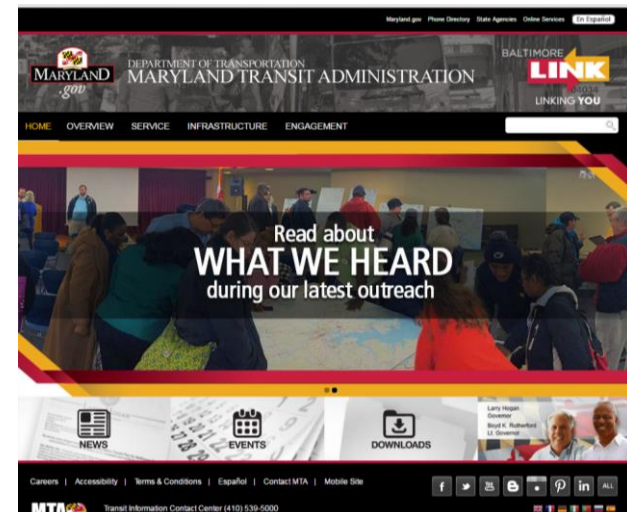 Maryland.gov Phone Directory State Agencies Online Services En Español
MARYLAND
.gov
DEPARTMENT OF TRANSPORTATION
MARYLAND TRANSIT ADMINISTRATION
BALTIMORE
LINK
LINKING YOU
HOME OVERVIEW SERVICE INFRASTRUCTURE ENGAGEMENT
Read about
WHAT WE HEARD
during our latest outreach
NEWS
EVENTS
DOWNLOADS
Larry Hogan
Governor
Boyd K. Rutherford
Lt. Governor
Careers | Accessibility | Terms & Conditions | Español | Contact MTA | Mobile Site
f You Tube B P in ALL
MTA Transit Information Contact Center (410) 539-5000